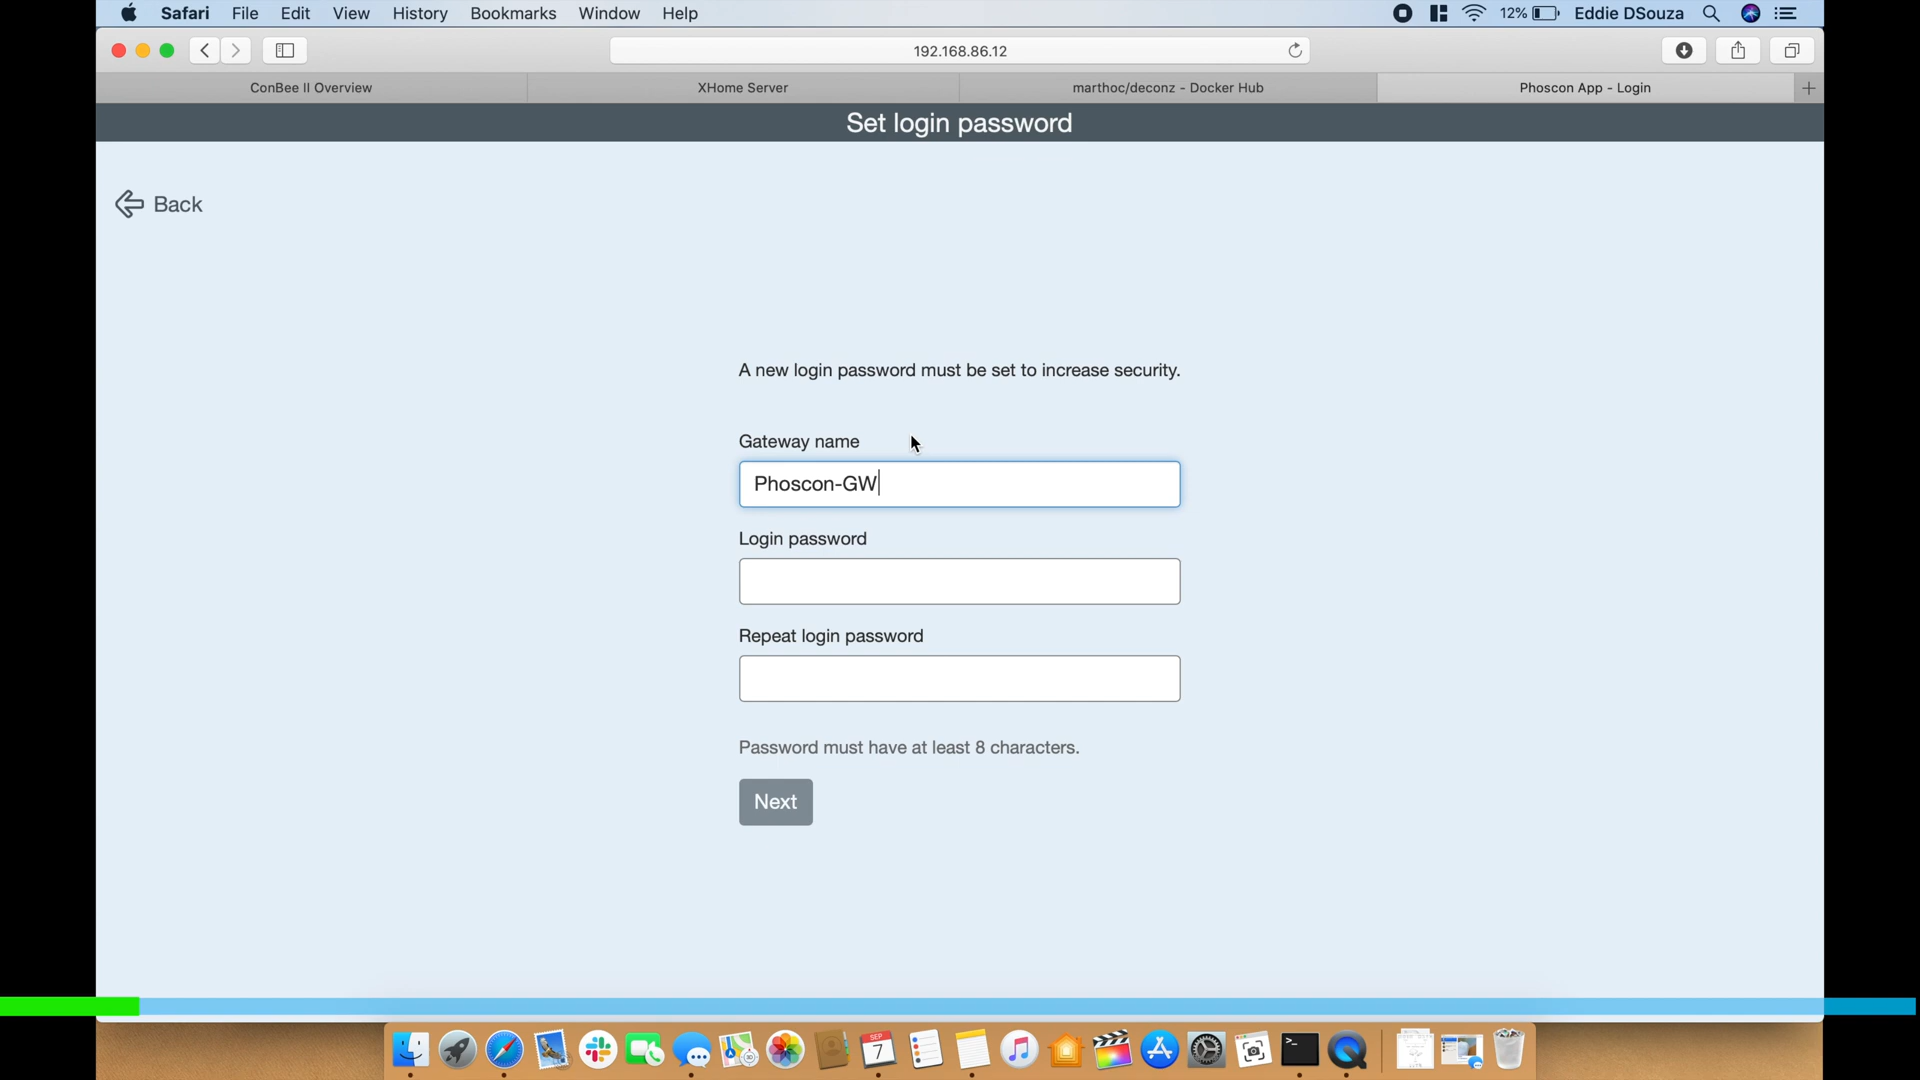 Safari File Edit View History Bookmarks Window Help 12% Eddie DSouza
192.168.86.12
ConBee II Overview XHome Server marthoc/deconz - Docker Hub Phoscon App - Login
Set login password
Back
A new login password must be set to increase security.
Gateway name
Phoscon-GW
Login password
Repeat login password
Password must have at least 8 characters.
Next
SEP
7